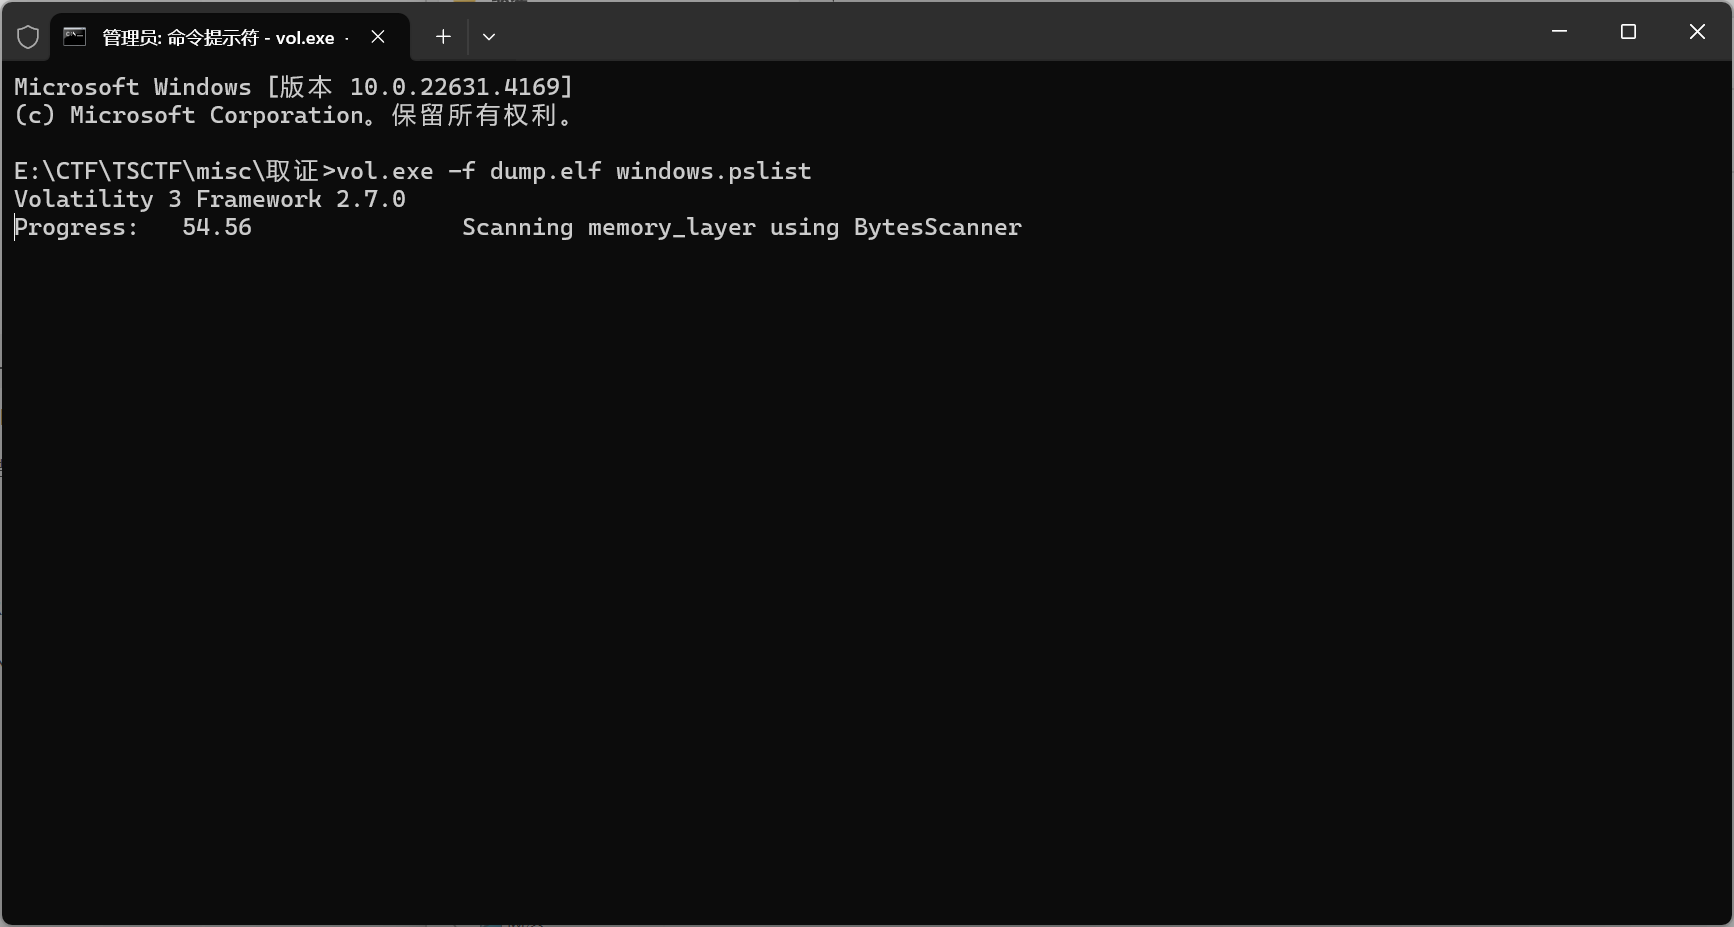 管理员: 命令提示符 - vol.exe -
Microsoft Windows [版本 10.0.22631.4169]
(c) Microsoft Corporation。保留所有权利。
E:\CTF\TSCTF\misc\取证>vol.exe -f dump.elf windows.pslist
Volatility 3 Framework 2.7.0
Progress:   54.56               Scanning memory_layer using BytesScanner